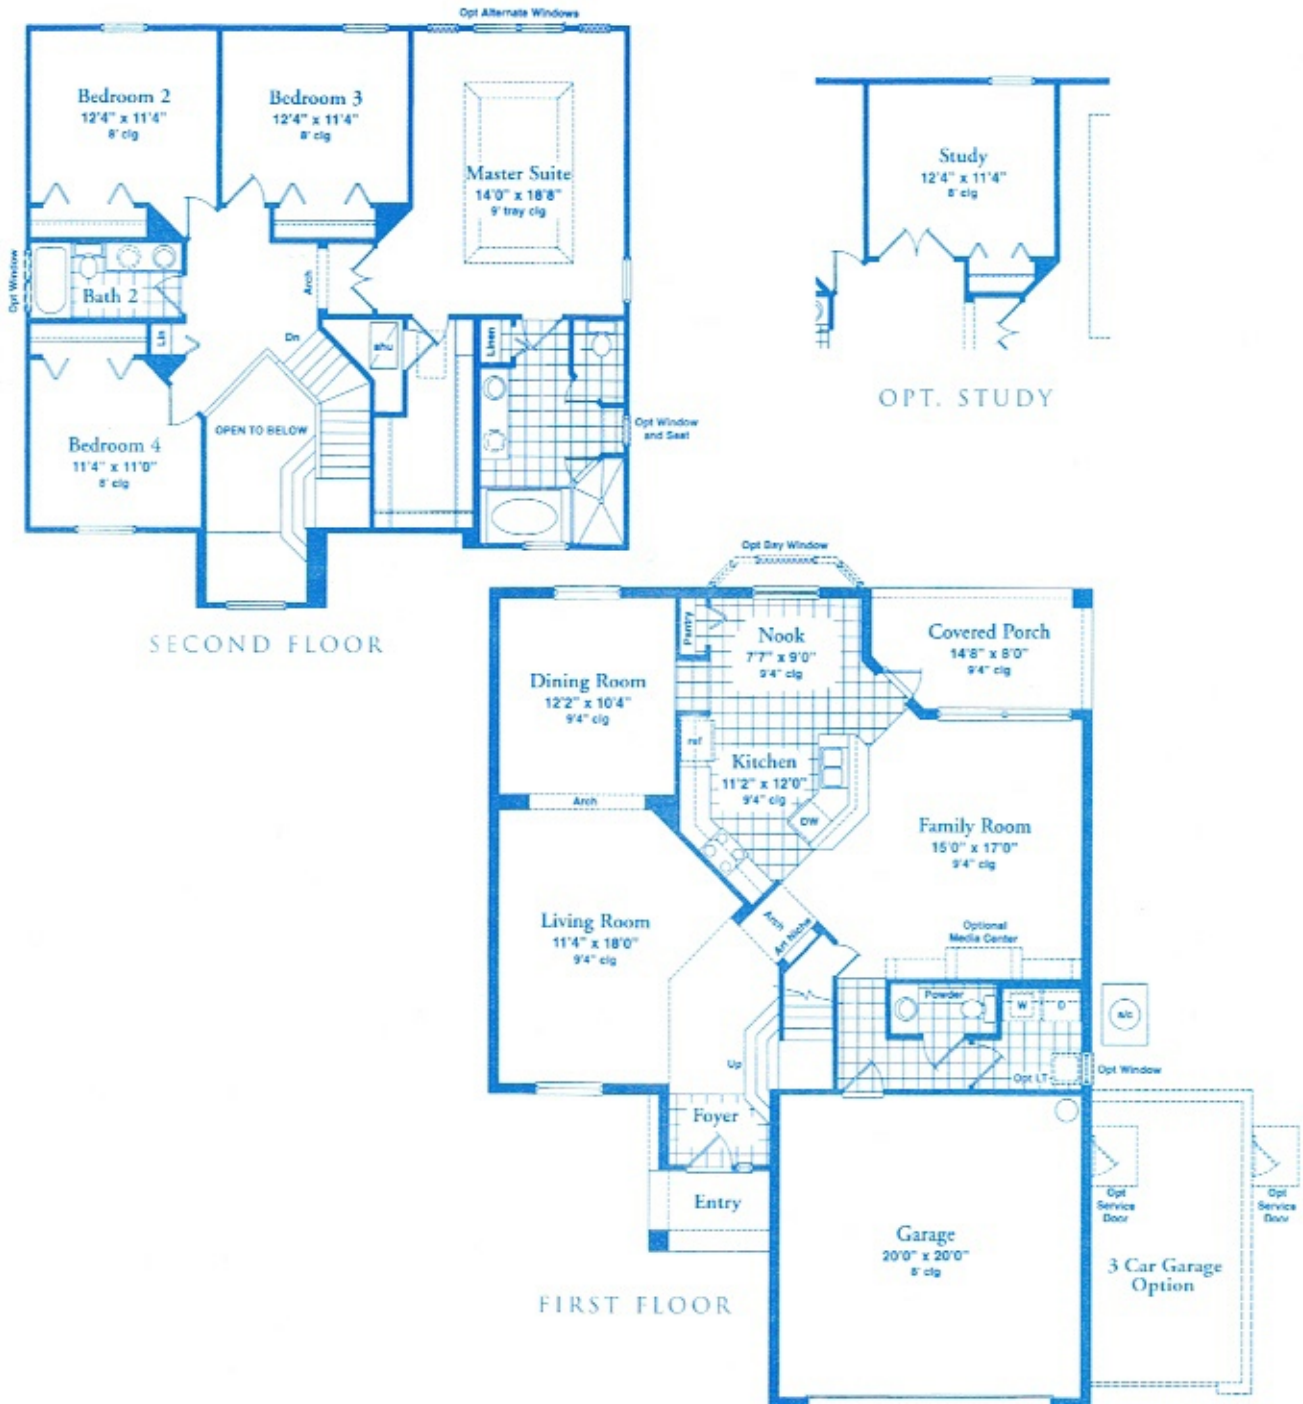 Opt Alternate Windows
Bedroom 2
12'4" x 11'4"
8' clg
Bedroom 3
12'4" x 11'4"
8' clg
Master Suite
14'0" x 18'8"
9' tray clg
Opt Window
Bath 2
Arch
Lin
Dn
ahu
Linen
OPEN TO BELOW
Opt Window
and Seat
Bedroom 4
11'4" x 11'0"
8' clg
SECOND FLOOR
Study
12'4" x 11'4"
8' clg
OPT. STUDY
Opt Bay Window
Pantry
Nook
7'7" x 9'0"
9'4" clg
Covered Porch
14'8" x 8'0"
9'4" clg
Dining Room
12'2" x 10'4"
9'4" clg
ref
Kitchen
11'2" x 12'0"
9'4" clg
DW
Arch
Family Room
15'0" x 17'0"
9'4" clg
Living Room
11'4" x 18'0"
9'4" clg
Arch
Art Niche
Optional
Media Center
Powder
W
D
a/c
Up
Opt LT
Opt Window
Foyer
Entry
Opt
Service
Door
Opt
Service
Door
Garage
20'0" x 20'0"
8' clg
3 Car Garage
Option
FIRST FLOOR